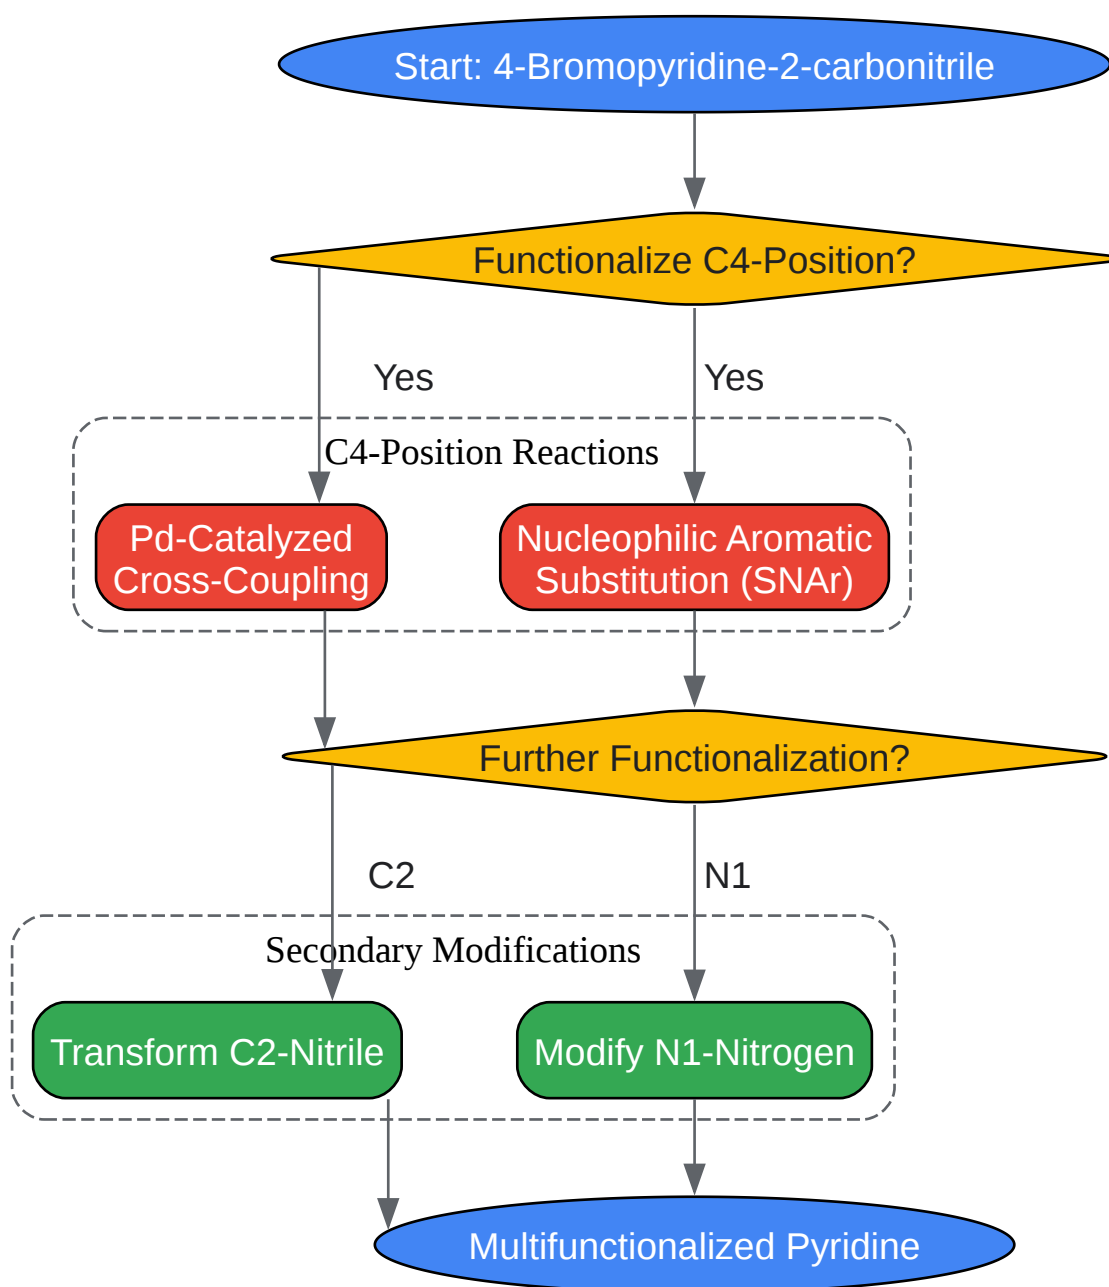 Start: 4-Bromopyridine-2-carbonitrile
Functionalize C4-Position?
Yes
Yes
C4-Position Reactions
Pd-Catalyzed
Cross-Coupling
Nucleophilic Aromatic
Substitution (SNAr)
Further Functionalization?
C2
N1
Secondary Modifications
Transform C2-Nitrile
Modify N1-Nitrogen
Multifunctionalized Pyridine